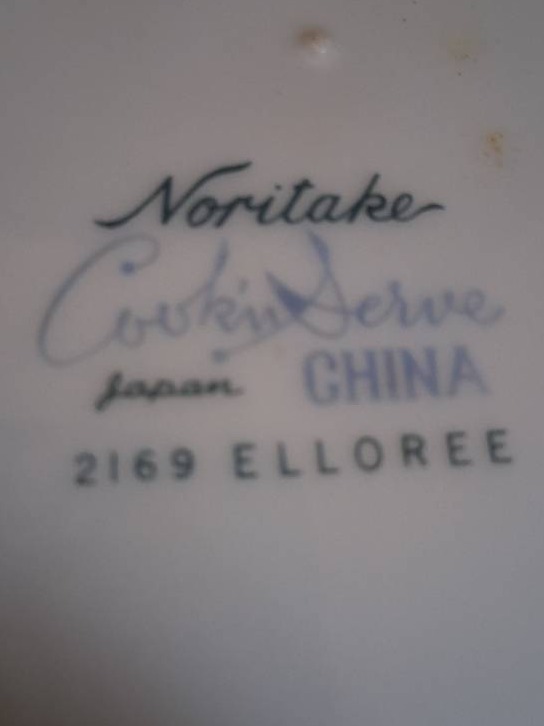 Noritake
Cook'n Serve
Japan CHINA
2169 ELLOREE